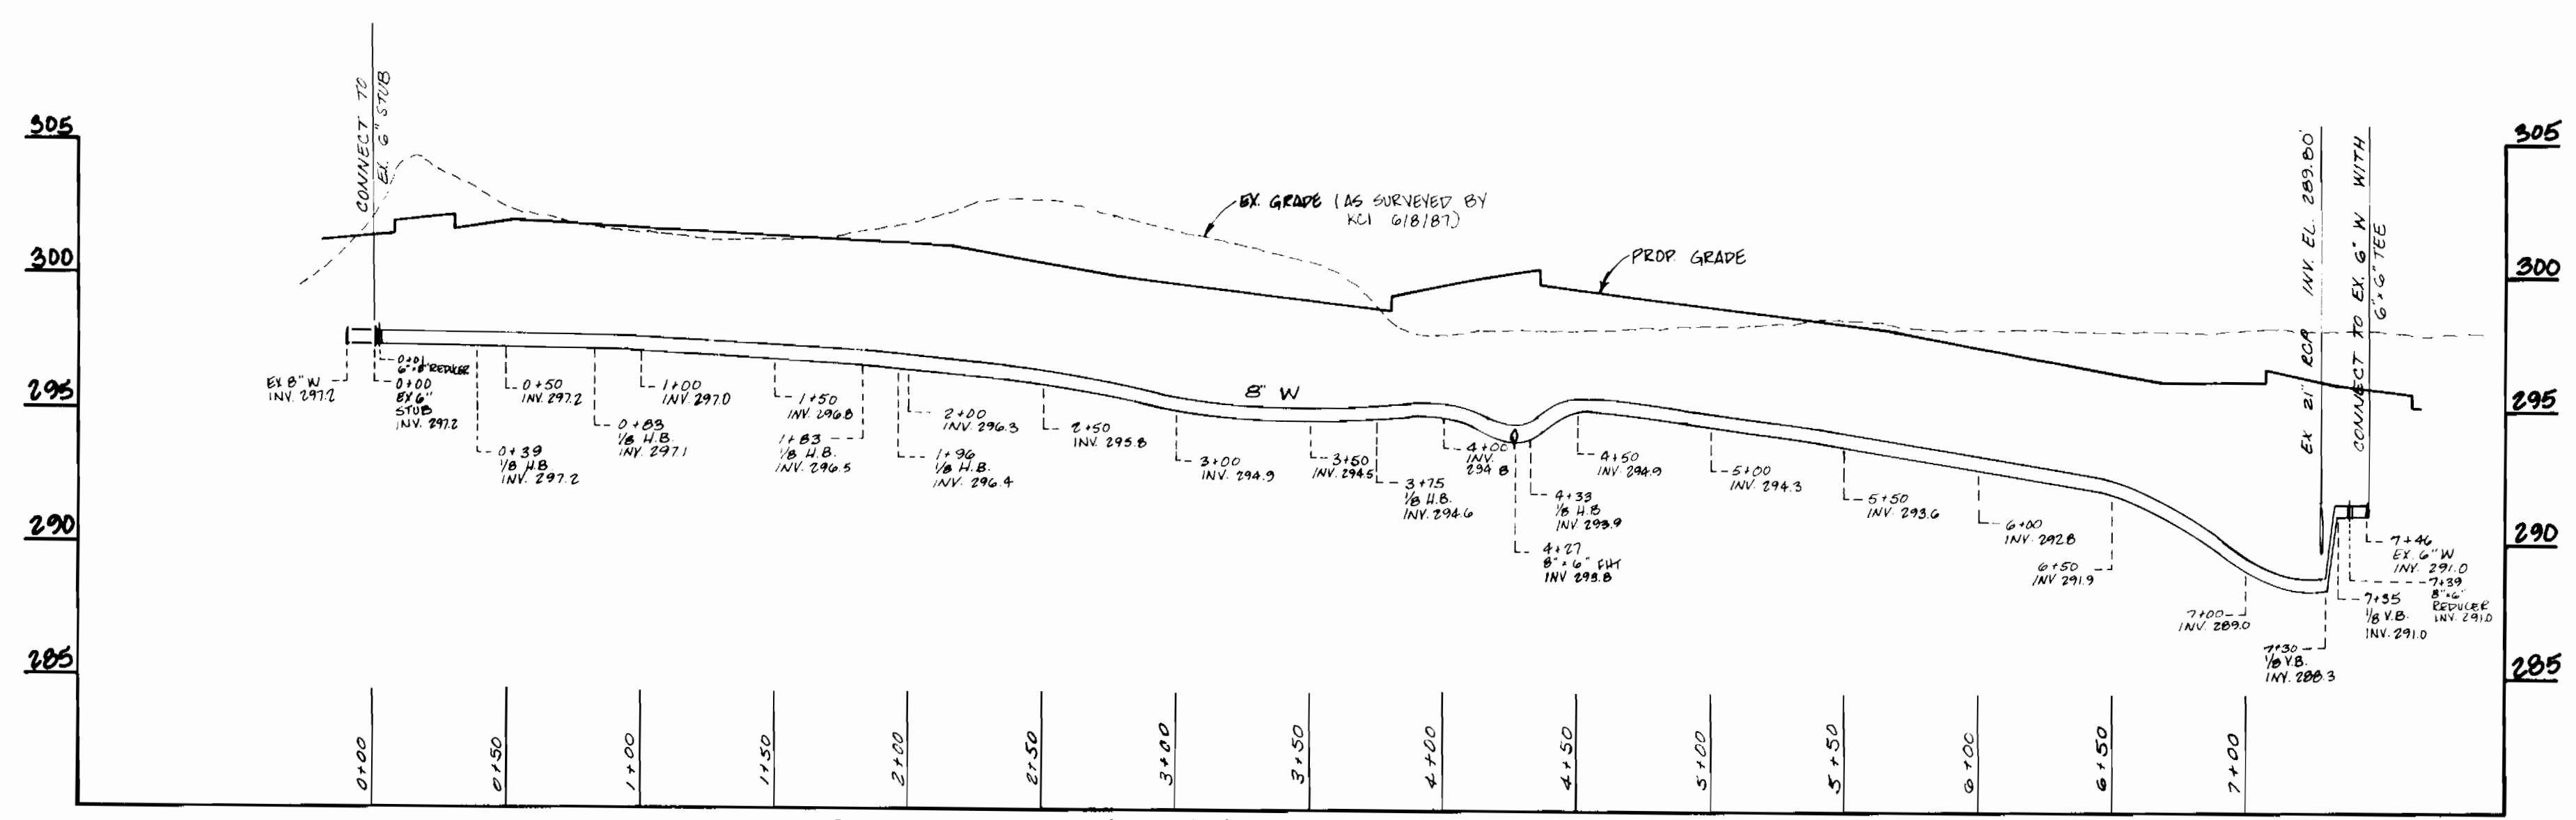 CONNECT TO
EX. 6" STUB
305
300
295
290
285
EX. GRADE (AS SURVEYED BY
KCI 6/8/87)
PROP. GRADE
EX 21" RCP INV. EL. 289.80'
CONNECT TO EX. 6" W WITH
6"x6" TEE
305
300
295
290
285
8" W
EX 8" W
INV. 297.2
0+01
6"x8" REDUCER
0+00
EX 6"
STUB
INV. 297.2
0+39
1/8 H.B.
INV. 297.2
0+50
INV. 297.2
0+83
1/8 H.B.
INV. 297.1
1+00
INV. 297.0
1+50
INV. 296.8
1+83
1/8 H.B.
INV. 296.5
1+96
1/8 H.B.
INV. 296.4
2+00
INV. 296.3
2+50
INV. 295.8
3+00
INV. 294.9
3+50
INV. 294.5
3+75
1/8 H.B.
INV. 294.6
4+00
INV.
294.8
4+27
8"x6" FHT
INV 293.8
4+33
1/8 H.B
INV. 293.9
4+50
INV. 294.9
5+00
INV. 294.3
5+50
INV. 293.6
6+00
INV. 292.8
6+50
INV 291.9
7+00
INV. 289.0
7+30
1/8 V.B.
INV. 288.3
7+35
1/8 V.B.
INV. 291.0
7+39
8"x6"
REDUCER
INV. 291.0
7+46
EX. 6" W
INV. 291.0
0+00
0+50
1+00
1+50
2+00
2+50
3+00
3+50
4+00
4+50
5+00
5+50
6+00
6+50
7+00